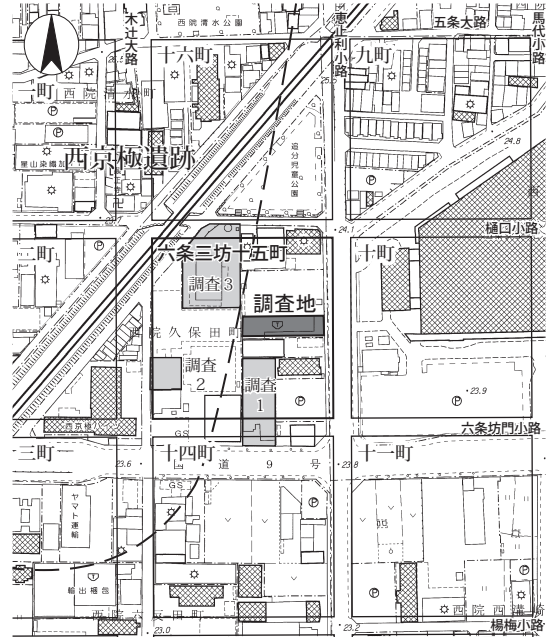 木辻大路
西院清水公園
恵止利小路
五条大路
馬代小路
十六町
九町
二町
西院清水町
西京極遺跡
星山染織加
追分児童公園
24.8
24.1
樋口小路
二町
六条三坊十五町
十町
調査3
調査地
西院久保田町
調査2
調査1
23.9
西京極
GS
六条坊門小路
三町
十四町
十一町
23.6
国道9号
23.8
GS
ヤマト運輸
輸出梱包
西院六反田町
西院西溝崎
楊梅小路
23.0
23.2